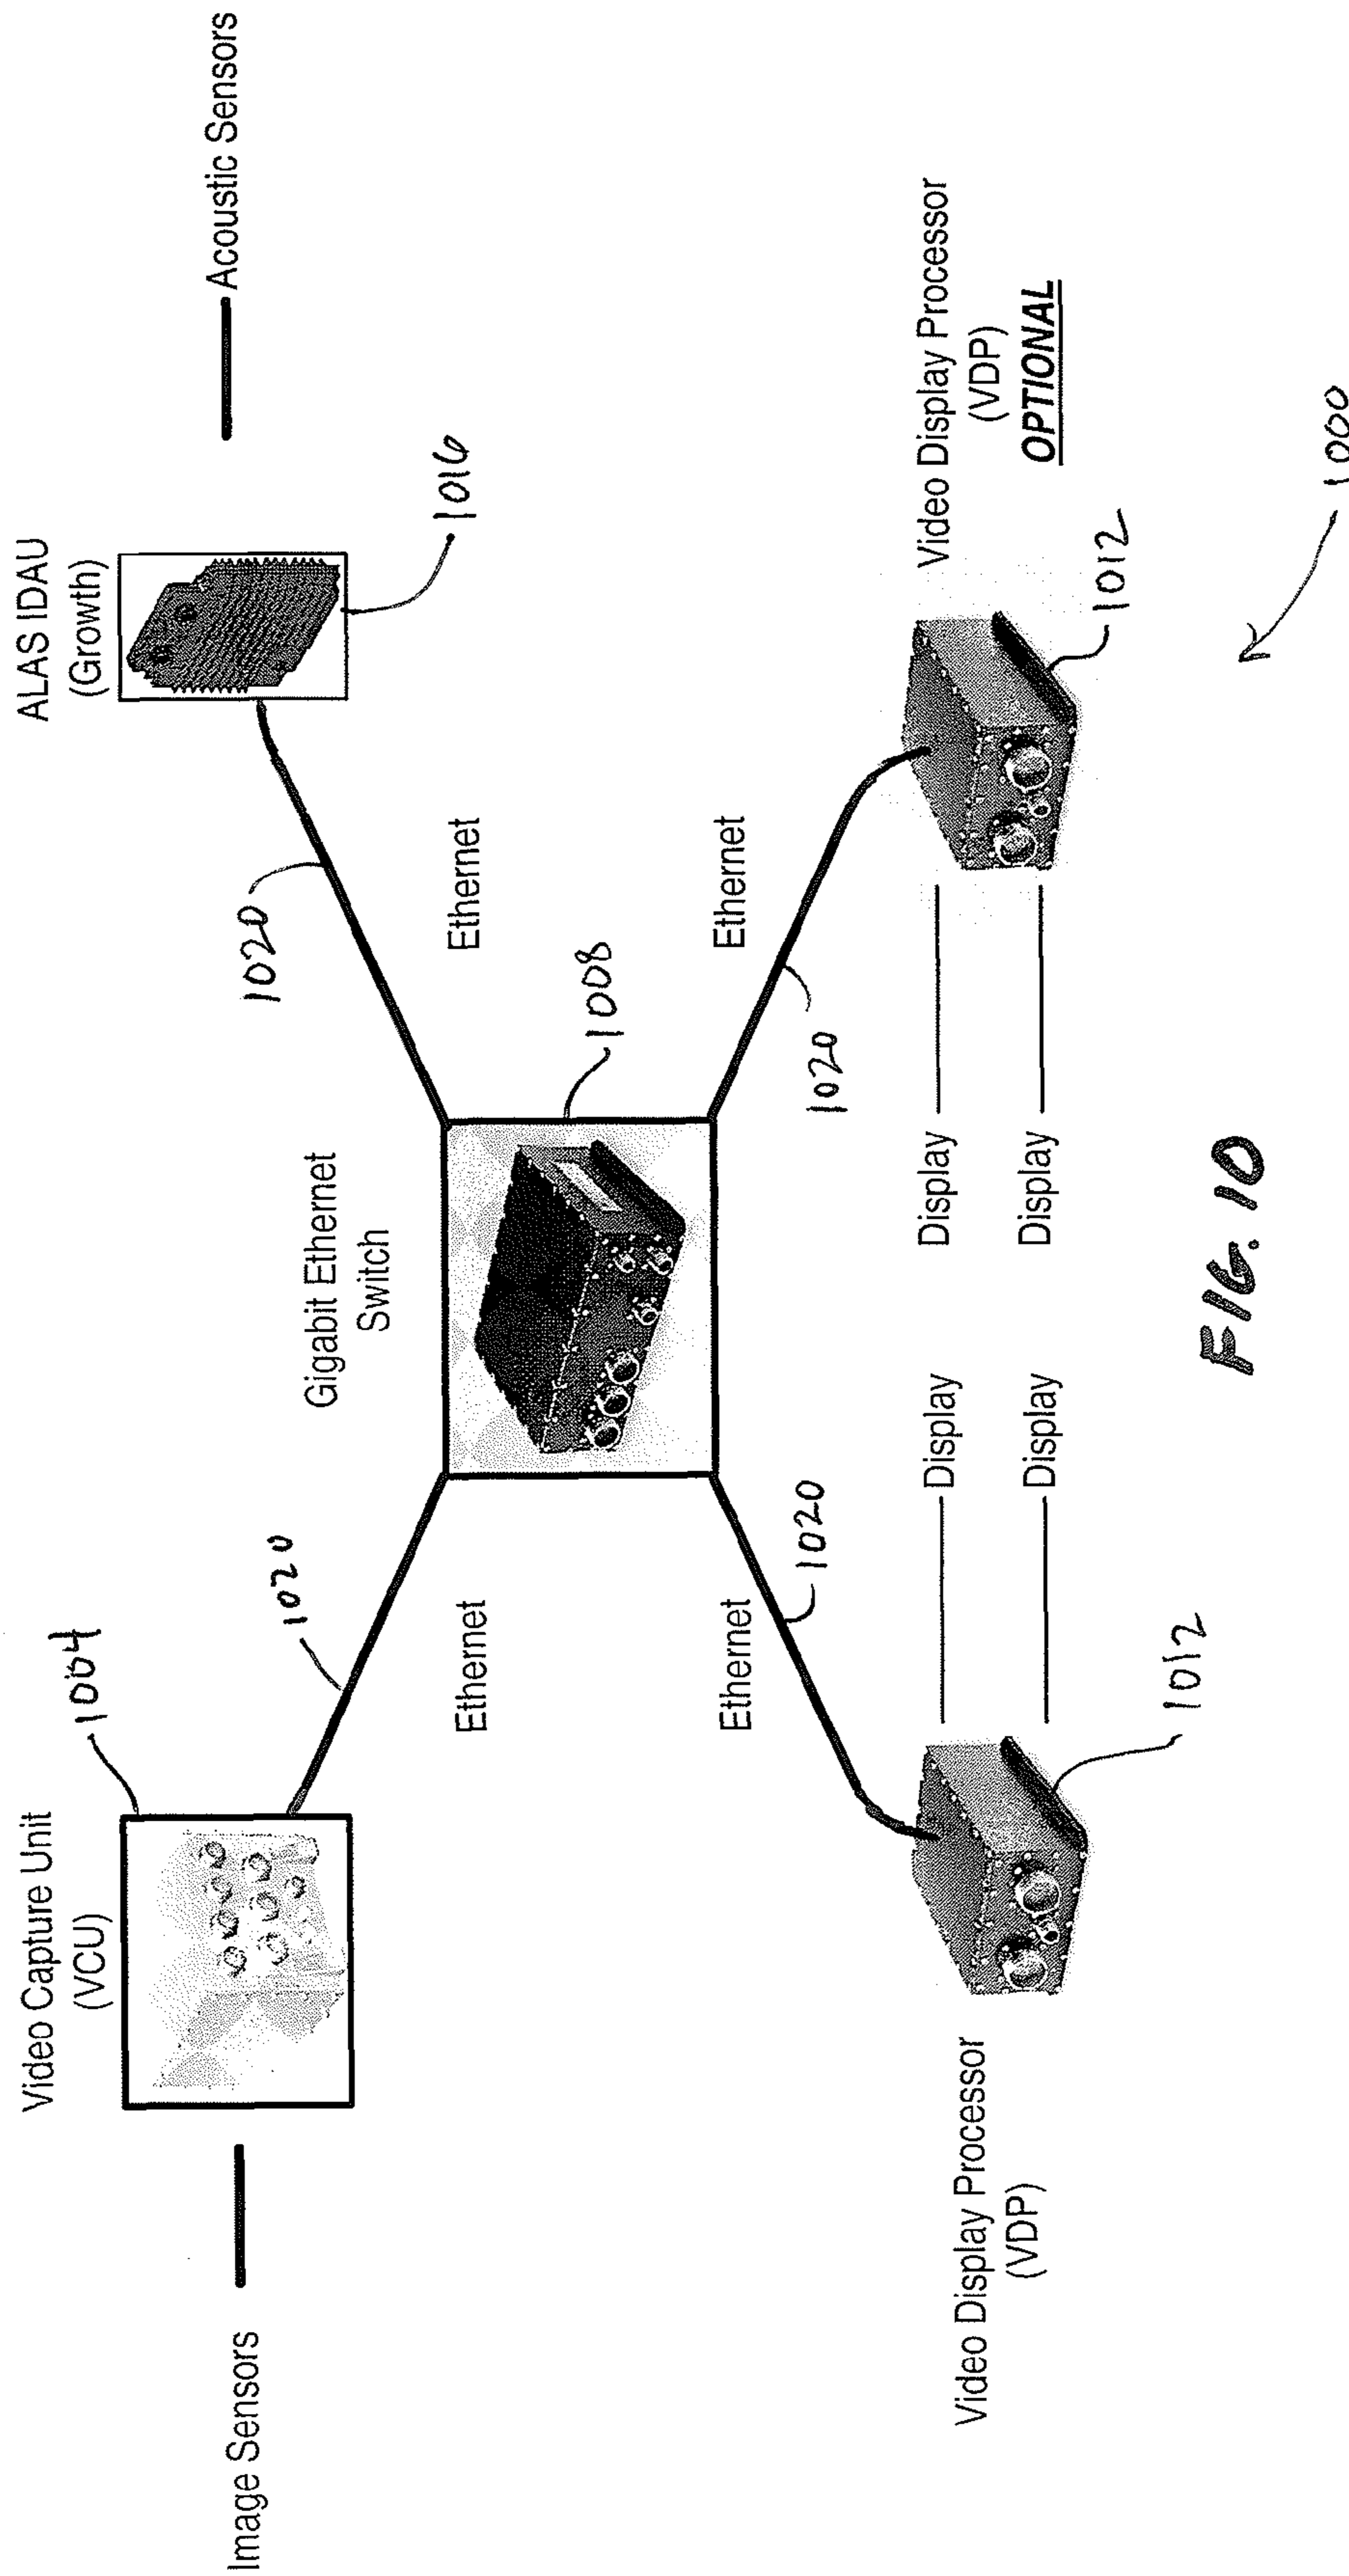 Video Capture Unit
(VCU)
1004
Image Sensors
1020
Ethernet
Gigabit Ethernet
Switch
1008
ALAS IDAU
(Growth)
1016
Acoustic Sensors
1020
Ethernet
Ethernet
1020
Ethernet
1020
Video Display Processor
(VDP)
1012
Display
Display
Display
Display
Video Display Processor
(VDP)
OPTIONAL
1012
FIG. 10
1000